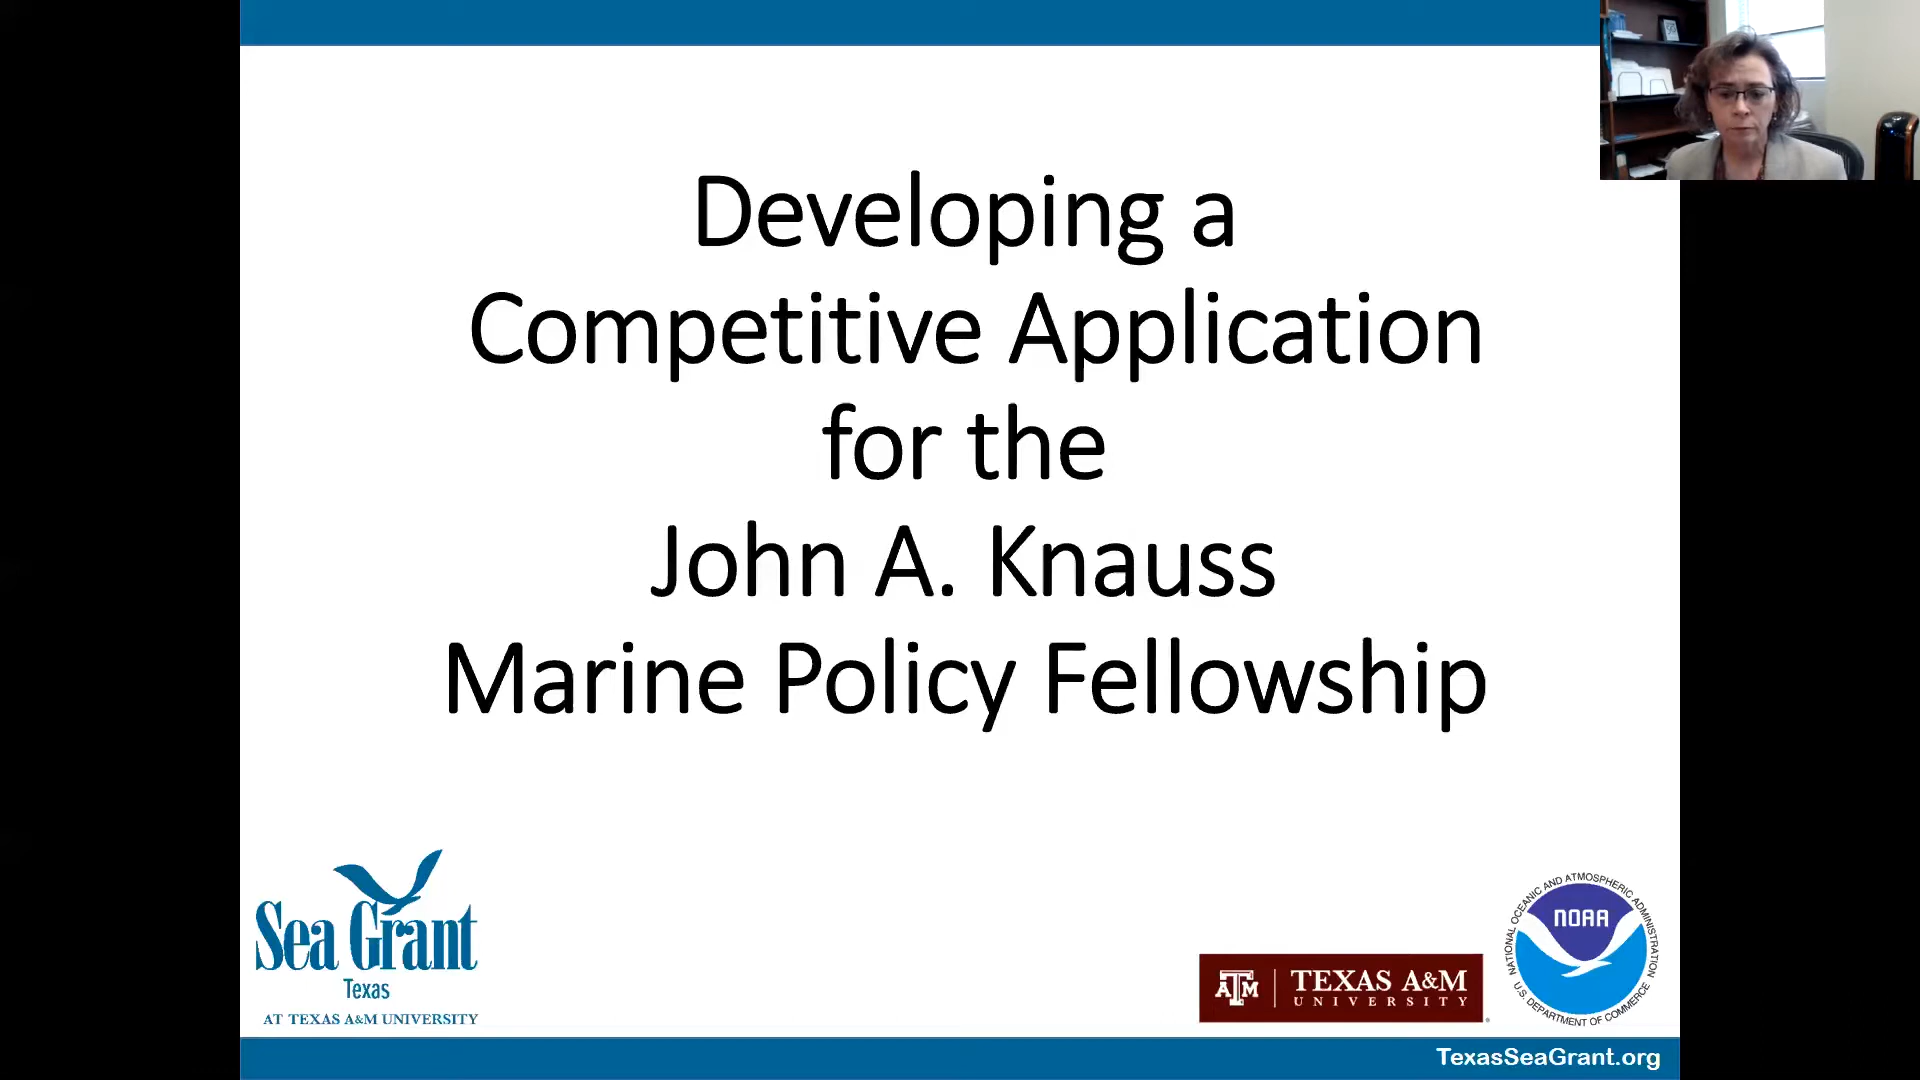 Developing a
Competitive Application
for the
John A. Knauss
Marine Policy Fellowship
Sea Grant
Texas
AT TEXAS A&M UNIVERSITY
ATM
TEXAS A&M
UNIVERSITY
NATIONAL OCEANIC AND ATMOSPHERIC ADMINISTRATION
NOAA
U.S. DEPARTMENT OF COMMERCE
TexasSeaGrant.org